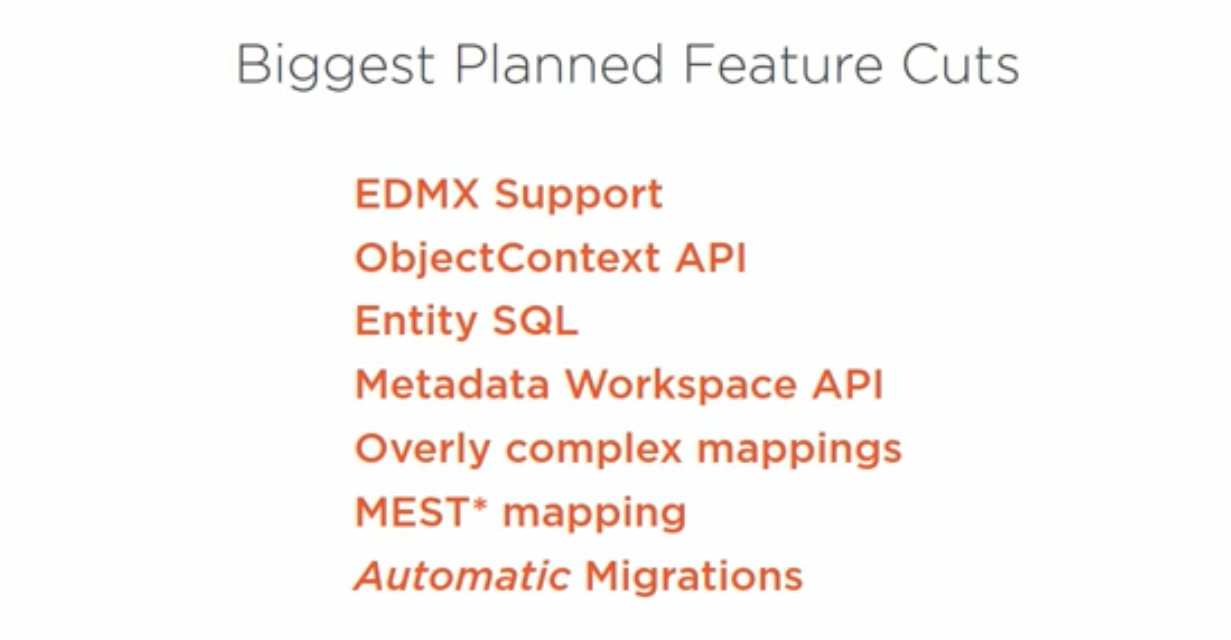 Biggest Planned Feature Cuts
EDMX Support
ObjectContext API
Entity SQL
Metadata Workspace API
Overly complex mappings
MEST* mapping
Automatic Migrations